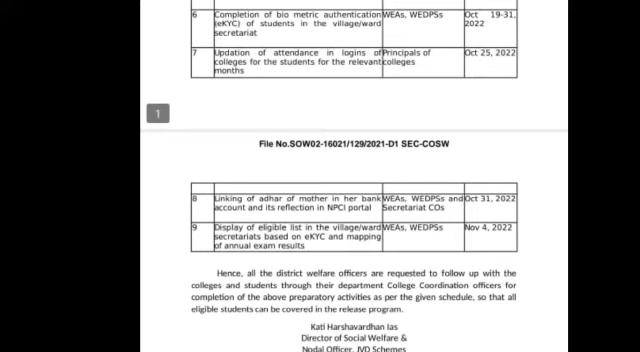 6 Completion of bio metric authentication WEAs, WEDPSs Oct 19-31,
(eKYC) of students in the village/ward 2022
secretariat
7 Updation of attendance in logins of Principals of Oct 25, 2022
colleges for the students for the relevant colleges
months
1
File No.SOW02-16021/129/2021-D1 SEC-COSW
8 Linking of adhar of mother in her bank WEAs, WEDPSs and Oct 31, 2022
account and its reflection in NPCI portal Secretariat COs
9 Display of eligible list in the village/ward WEAs, WEDPSs Nov 4, 2022
secretariats based on eKYC and mapping
of annual exam results
Hence, all the district welfare officers are requested to follow up with the
colleges and students through their department College Coordination officers for
completion of the above preparatory activities as per the given schedule, so that all
eligible students can be covered in the release program.
Kati Harshavardhan Ias
Director of Social Welfare &
Nodal Officer, JVD Schemes